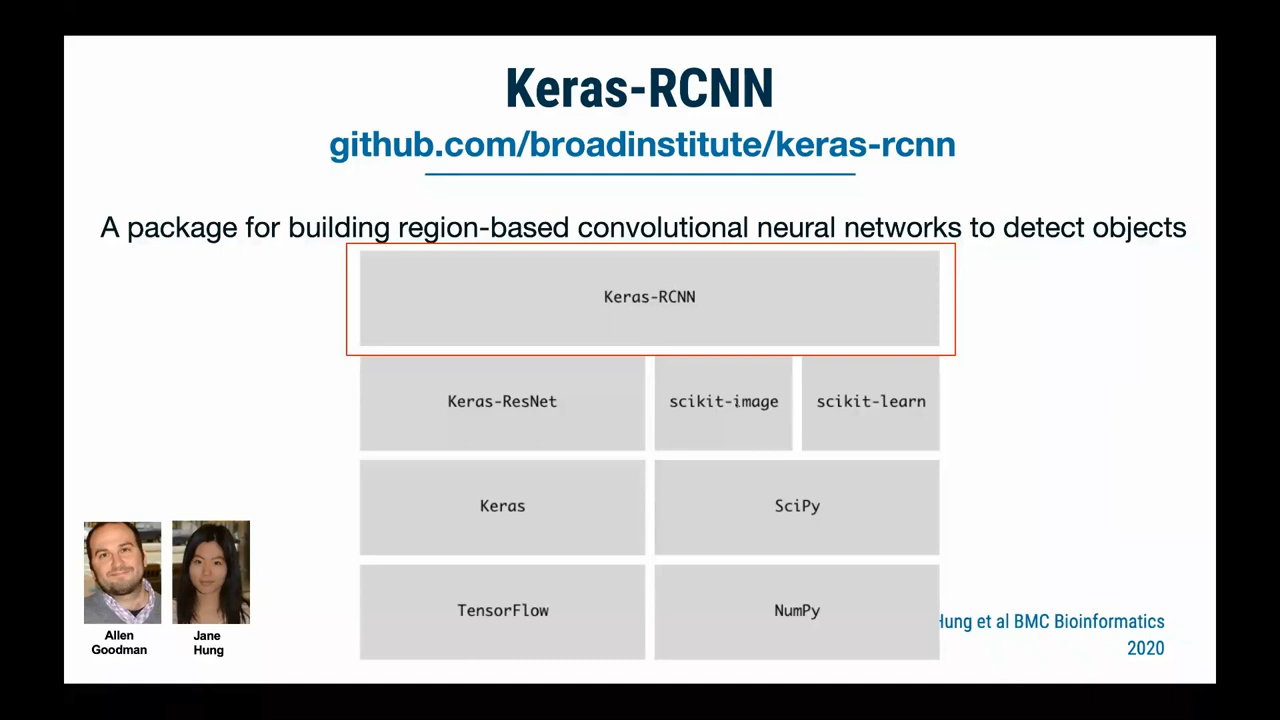 Keras-RCNN
github.com/broadinstitute/keras-rcnn
A package for building region-based convolutional neural networks to detect objects
Keras-RCNN
Keras-ResNet scikit-image scikit-learn
Keras SciPy
TensorFlow NumPy
Allen Goodman
Jane Hung
Hung et al BMC Bioinformatics
2020